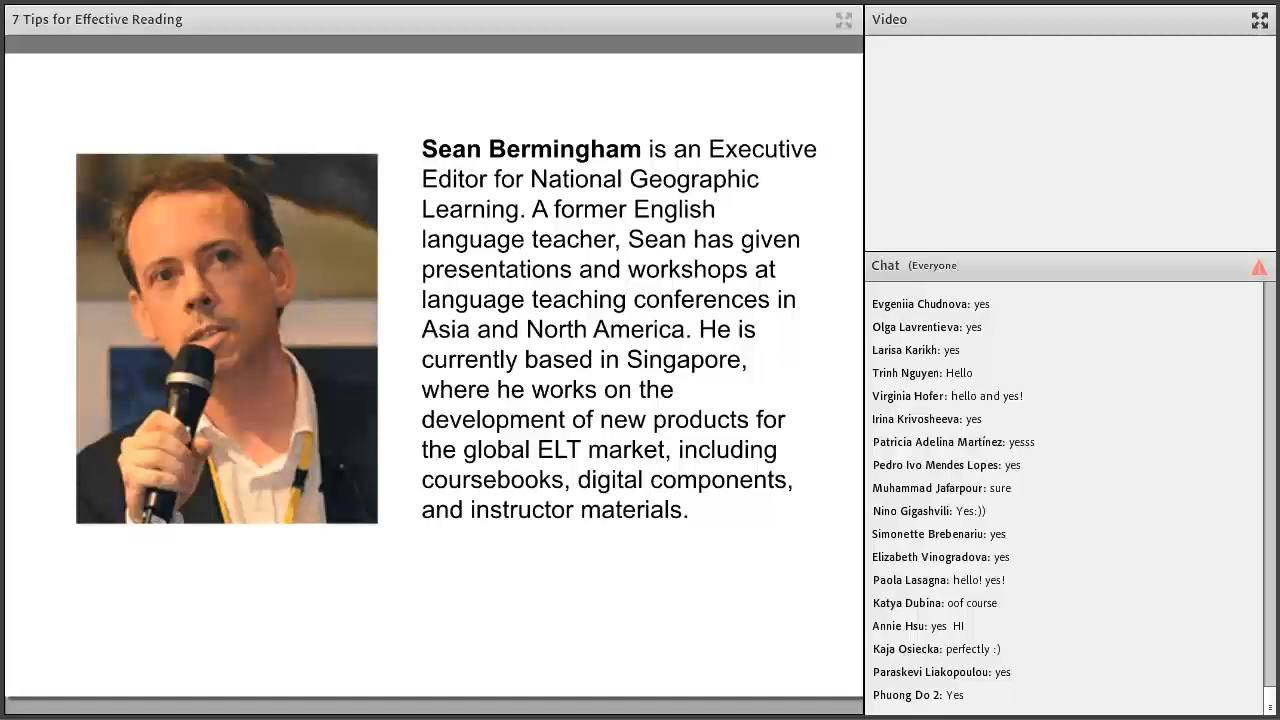 7 Tips for Effective Reading
Sean Bermingham is an Executive
Editor for National Geographic
Learning. A former English
language teacher, Sean has given
presentations and workshops at
language teaching conferences in
Asia and North America. He is
currently based in Singapore,
where he works on the
development of new products for
the global ELT market, including
coursebooks, digital components,
and instructor materials.
Video
Chat (Everyone
Evgeniia Chudnova: yes
Olga Lavrentieva: yes
Larisa Karikh: yes
Trinh Nguyen: Hello
Virginia Hofer: hello and yes!
Irina Krivosheeva: yes
Patricia Adelina Martínez: yesss
Pedro Ivo Mendes Lopes: yes
Muhammad Jafarpour: sure
Nino Gigashvili: Yes:))
Simonette Brebenariu: yes
Elizabeth Vinogradova: yes
Paola Lasagna: hello! yes!
Katya Dubina: oof course
Annie Hsu: yes HI
Kaja Osiecka: perfectly :)
Paraskevi Liakopoulou: yes
Phuong Do 2: Yes